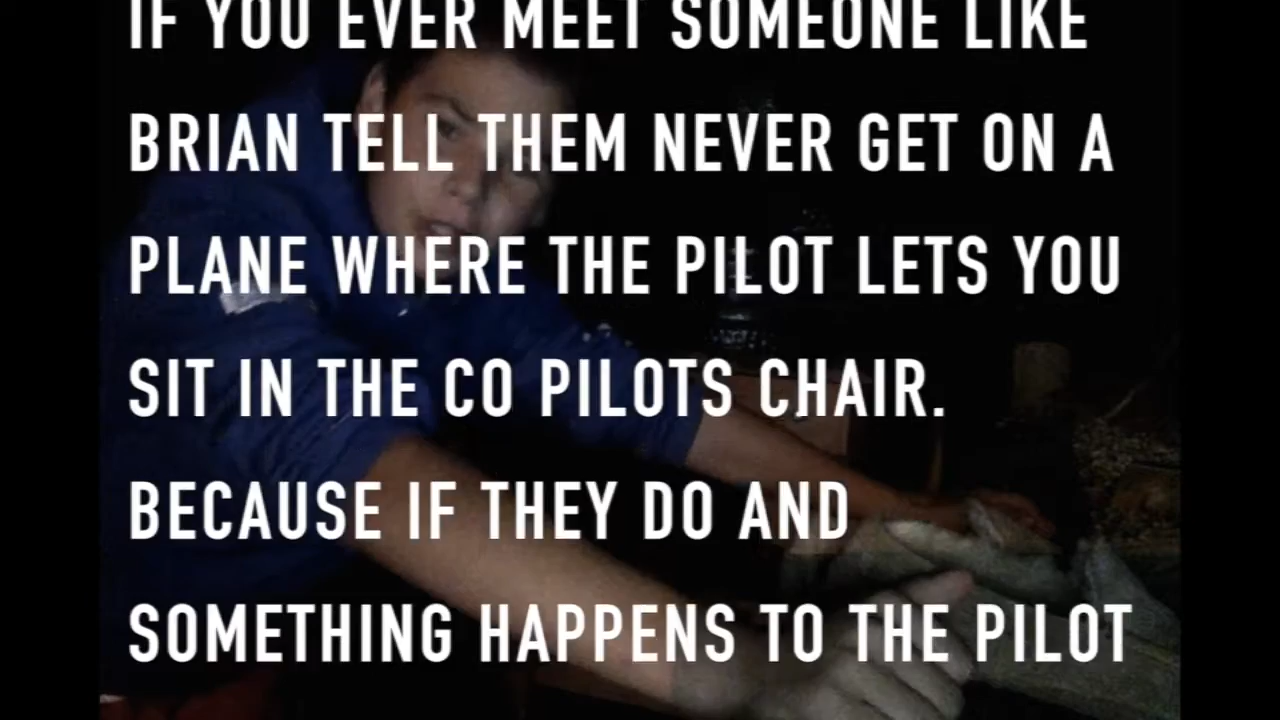 IF YOU EVER MEET SOMEONE LIKE
BRIAN TELL THEM NEVER GET ON A
PLANE WHERE THE PILOT LETS YOU
SIT IN THE CO PILOTS CHAIR.
BECAUSE IF THEY DO AND
SOMETHING HAPPENS TO THE PILOT